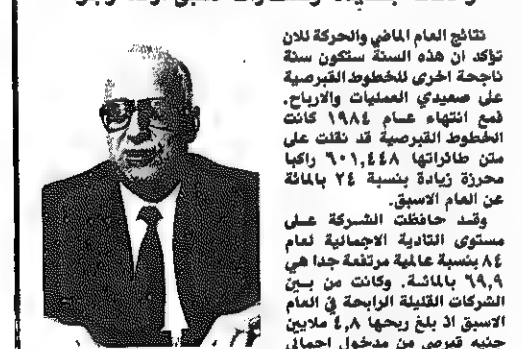 نتائج العام الماضي والحركة للان
تؤكد ان هذه السنة ستكون سنة
ناجحة اخرى للخطوط القبرصية
على صعيدي العمليات والارباح.
فمع انتهاء عام ١٩٨٤ كانت
الخطوط القبرصية قد نقلت على
متن طائراتها ٦٠١,٤٤٨ راكبا
محرزة زيادة بنسبة ٢٤ بالمائة
عن العام الاسبق.
وقد حافظت الشركة على
مستوى التادية الاجمالية لعام
٨٤ بنسبة عالمية مرتفعة جدا هي
٦٩,٩ بالمائة. وكانت من بين
الشركات القليلة الرابحة في العام
الاسبق اذ بلغ ربحها ٤,٨ ملايين
جنيه قبرصي من مدخول اجمالي